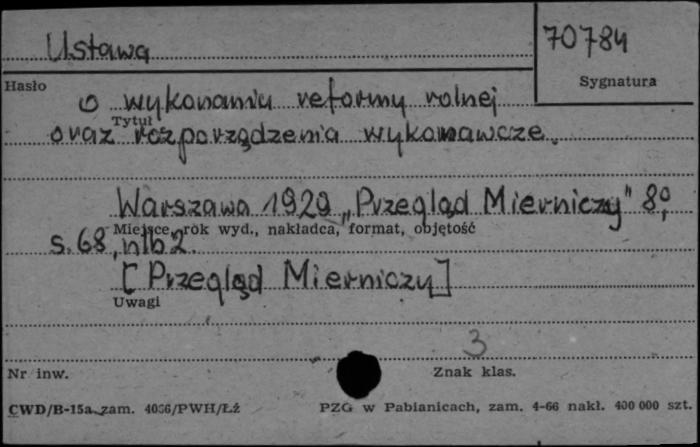 Ustawa
70784
Hasło
Sygnatura
o wykonaniu reformy rolnej
Tytuł
oraz rozporządzenia wykonawcze.
Warszawa 1929 „Przegląd Mierniczy" 8°,
Miejsce, rok wyd., nakładca, format, objętość
s. 68, nlb 2.
[Przegląd Mierniczy]
Uwagi
3
Nr inw.
Znak klas.
CWD/B-15a zam. 4036/PWH/Łź
PZG w Pabianicach, zam. 4-66 nakł. 400 000 szt.